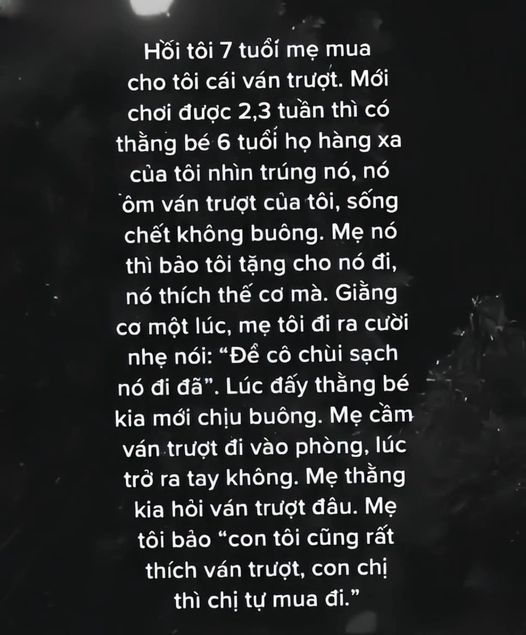 Hồi tôi 7 tuổi mẹ mua
cho tôi cái ván trượt. Mới
chơi được 2,3 tuần thì có
thằng bé 6 tuổi họ hàng xa
của tôi nhìn trúng nó, nó
ôm ván trượt của tôi, sống
chết không buông. Mẹ nó
thì bảo tôi tặng cho nó đi,
nó thích thế cơ mà. Giằng
cơ một lúc, mẹ tôi đi ra cười
nhẹ nói: “Để cô chùi sạch
nó đi đã”. Lúc đấy thằng bé
kia mới chịu buông. Mẹ cầm
ván trượt đi vào phòng, lúc
trở ra tay không. Mẹ thằng
kia hỏi ván trượt đâu. Mẹ
tôi bảo “con tôi cũng rất
thích ván trượt, con chị
thì chị tự mua đi.”